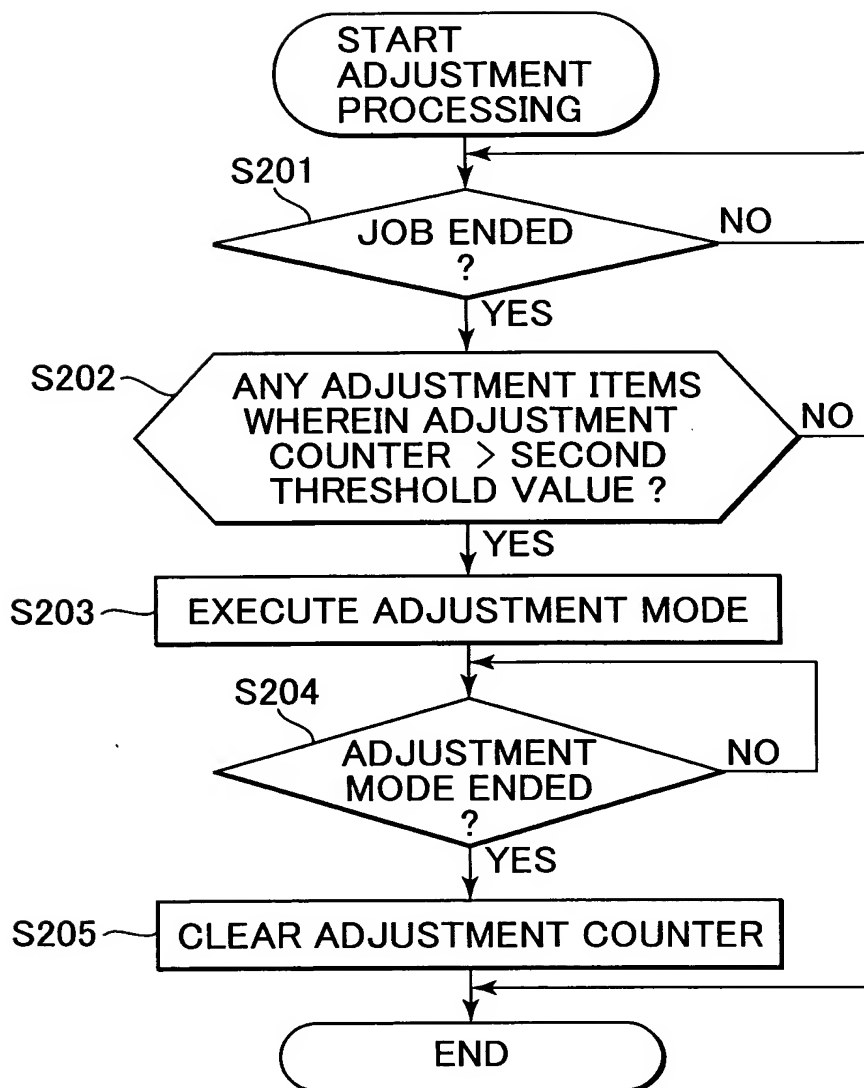 START
ADJUSTMENT
PROCESSING
S201
JOB ENDED
?
NO
YES
S202
ANY ADJUSTMENT ITEMS
WHEREIN ADJUSTMENT
COUNTER > SECOND
THRESHOLD VALUE ?
NO
YES
S203
EXECUTE ADJUSTMENT MODE
S204
ADJUSTMENT
MODE ENDED
?
NO
YES
S205
CLEAR ADJUSTMENT COUNTER
END